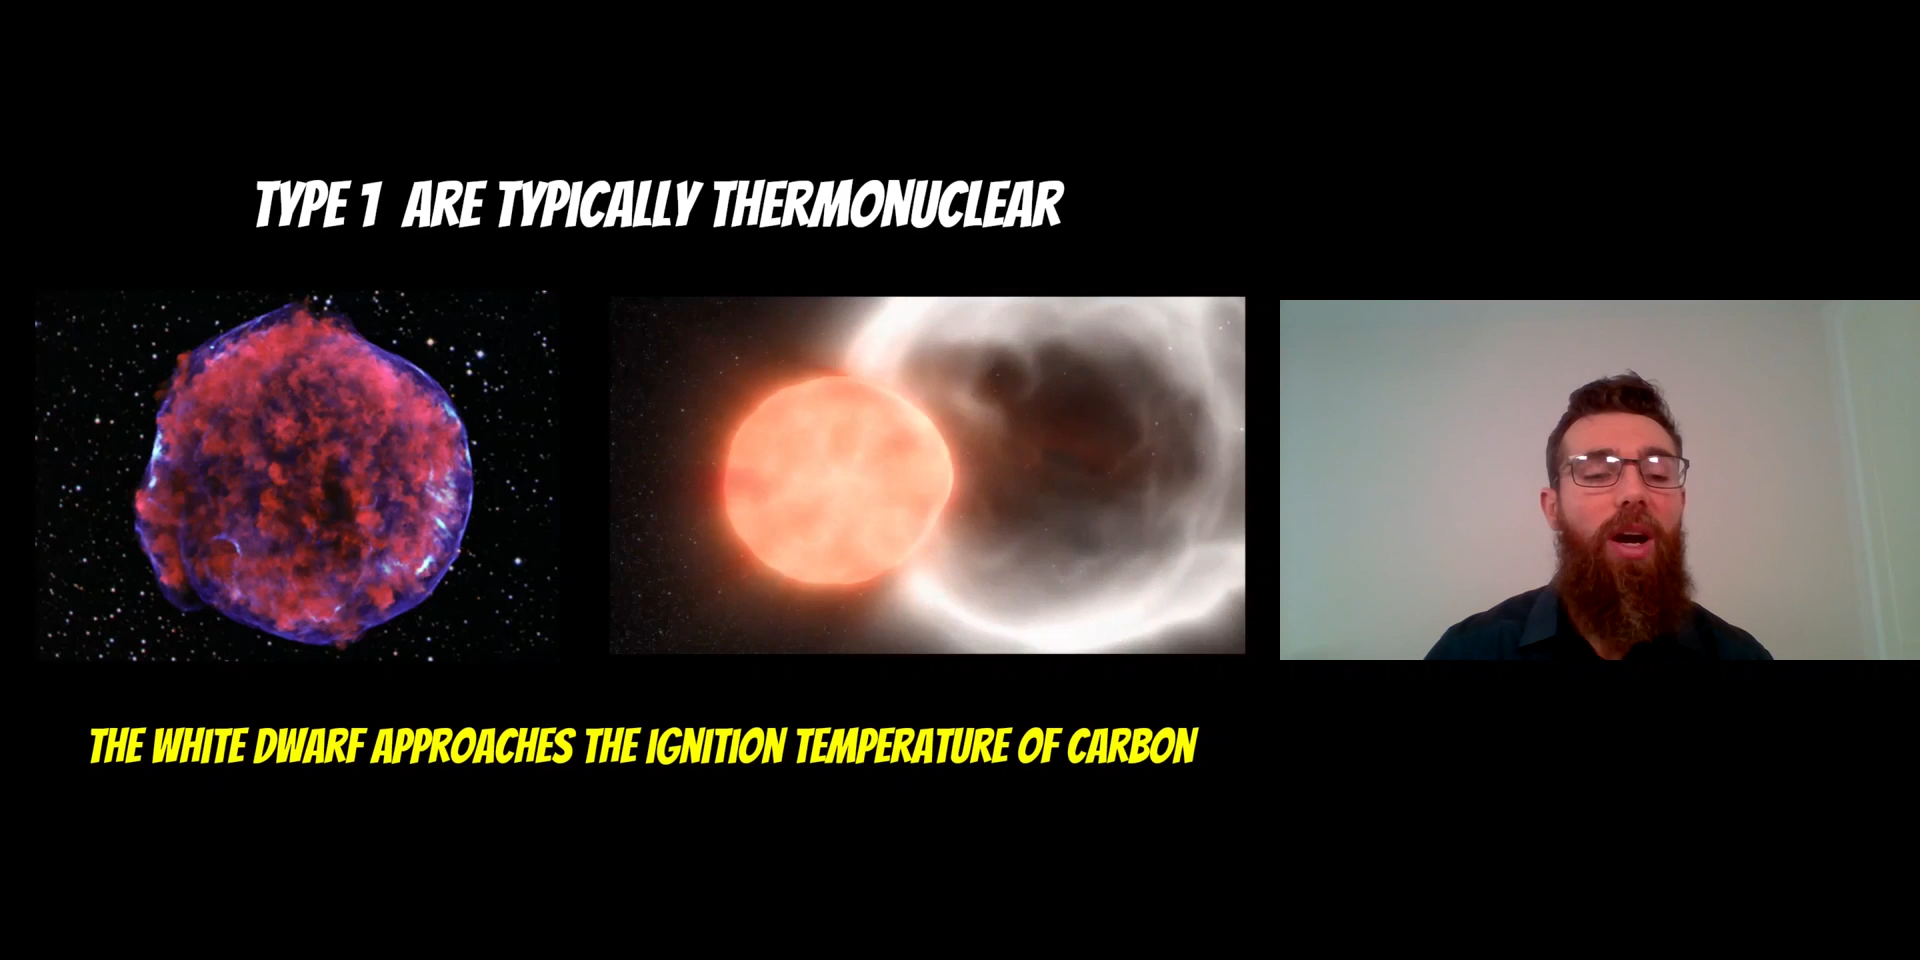 TYPE 1 ARE TYPICALLY THERMONUCLEAR
THE WHITE DWARF APPROACHES THE IGNITION TEMPERATURE OF CARBON